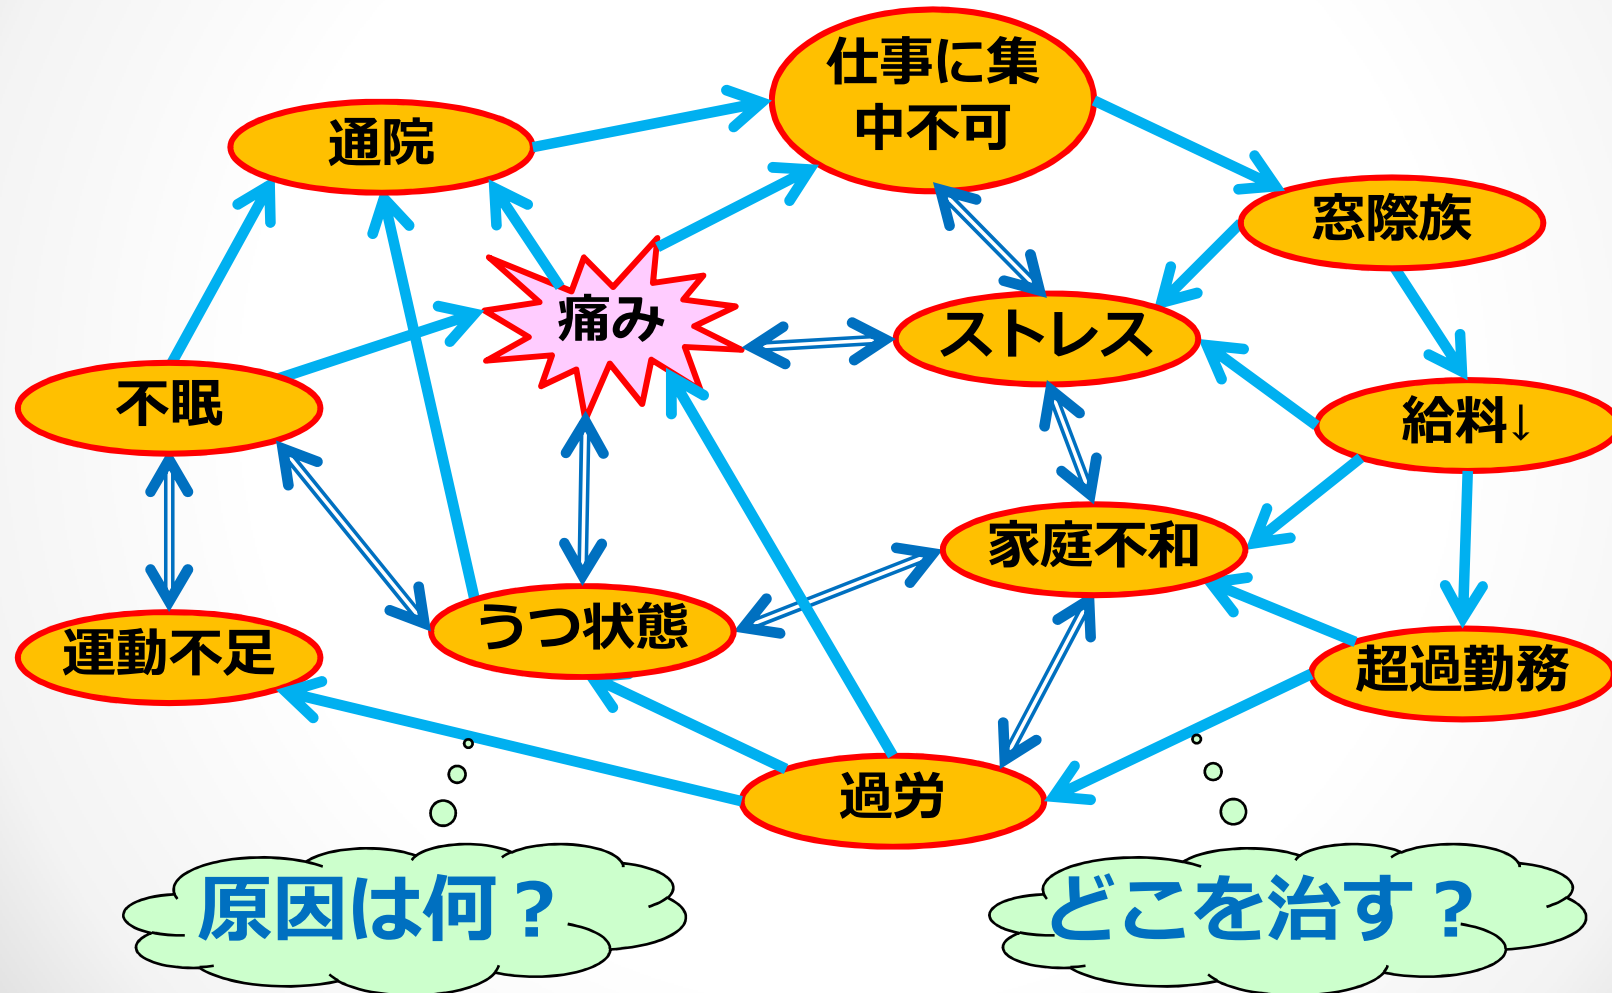 仕事に集
中不可
通院
窓際族
痛み
ストレス
不眠
給料↓
家庭不和
うつ状態
運動不足
超過勤務
過労
原因は何？
どこを治す？